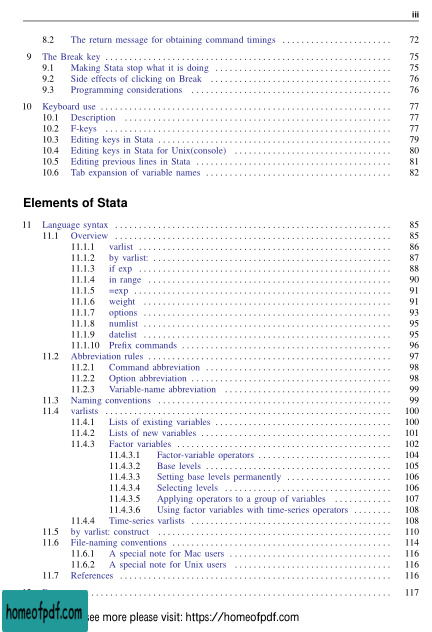 iii
8.2 The return message for obtaining command timings . . . . . . . . . . . . . . . . . . . . . . 72
9 The Break key . . . . . . . . . . . . . . . . . . . . . . . . . . . . . . . . . . . . . . . . . . . . . . . . . . . . . . . . . . 75
9.1 Making Stata stop what it is doing . . . . . . . . . . . . . . . . . . . . . . . . . . . . . . . . . . . . 75
9.2 Side effects of clicking on Break . . . . . . . . . . . . . . . . . . . . . . . . . . . . . . . . . . . . . 76
9.3 Programming considerations . . . . . . . . . . . . . . . . . . . . . . . . . . . . . . . . . . . . . . . . 76
10 Keyboard use . . . . . . . . . . . . . . . . . . . . . . . . . . . . . . . . . . . . . . . . . . . . . . . . . . . . . . . . . . . 77
10.1 Description . . . . . . . . . . . . . . . . . . . . . . . . . . . . . . . . . . . . . . . . . . . . . . . . . . . . . . . 77
10.2 F-keys . . . . . . . . . . . . . . . . . . . . . . . . . . . . . . . . . . . . . . . . . . . . . . . . . . . . . . . . . . 77
10.3 Editing keys in Stata . . . . . . . . . . . . . . . . . . . . . . . . . . . . . . . . . . . . . . . . . . . . . . . 79
10.4 Editing keys in Stata for Unix(console) . . . . . . . . . . . . . . . . . . . . . . . . . . . . . . . . 80
10.5 Editing previous lines in Stata . . . . . . . . . . . . . . . . . . . . . . . . . . . . . . . . . . . . . . . 81
10.6 Tab expansion of variable names . . . . . . . . . . . . . . . . . . . . . . . . . . . . . . . . . . . . . 82
Elements of Stata
11 Language syntax . . . . . . . . . . . . . . . . . . . . . . . . . . . . . . . . . . . . . . . . . . . . . . . . . . . . . . . . 85
11.1 Overview . . . . . . . . . . . . . . . . . . . . . . . . . . . . . . . . . . . . . . . . . . . . . . . . . . . . . . . . 85
11.1.1 varlist . . . . . . . . . . . . . . . . . . . . . . . . . . . . . . . . . . . . . . . . . . . . . . . . . . . 86
11.1.2 by varlist: . . . . . . . . . . . . . . . . . . . . . . . . . . . . . . . . . . . . . . . . . . . . . . . . 87
11.1.3 if exp . . . . . . . . . . . . . . . . . . . . . . . . . . . . . . . . . . . . . . . . . . . . . . . . . . . 88
11.1.4 in range . . . . . . . . . . . . . . . . . . . . . . . . . . . . . . . . . . . . . . . . . . . . . . . . . 90
11.1.5 =exp . . . . . . . . . . . . . . . . . . . . . . . . . . . . . . . . . . . . . . . . . . . . . . . . . . . . 91
11.1.6 weight . . . . . . . . . . . . . . . . . . . . . . . . . . . . . . . . . . . . . . . . . . . . . . . . . . 91
11.1.7 options . . . . . . . . . . . . . . . . . . . . . . . . . . . . . . . . . . . . . . . . . . . . . . . . . . 93
11.1.8 numlist . . . . . . . . . . . . . . . . . . . . . . . . . . . . . . . . . . . . . . . . . . . . . . . . . . 95
11.1.9 datelist . . . . . . . . . . . . . . . . . . . . . . . . . . . . . . . . . . . . . . . . . . . . . . . . . . 95
11.1.10 Prefix commands . . . . . . . . . . . . . . . . . . . . . . . . . . . . . . . . . . . . . . . . . . 96
11.2 Abbreviation rules . . . . . . . . . . . . . . . . . . . . . . . . . . . . . . . . . . . . . . . . . . . . . . . . . 97
11.2.1 Command abbreviation . . . . . . . . . . . . . . . . . . . . . . . . . . . . . . . . . . . . . 98
11.2.2 Option abbreviation . . . . . . . . . . . . . . . . . . . . . . . . . . . . . . . . . . . . . . . . 98
11.2.3 Variable-name abbreviation . . . . . . . . . . . . . . . . . . . . . . . . . . . . . . . . . . 99
11.3 Naming conventions . . . . . . . . . . . . . . . . . . . . . . . . . . . . . . . . . . . . . . . . . . . . . . . 99
11.4 varlists . . . . . . . . . . . . . . . . . . . . . . . . . . . . . . . . . . . . . . . . . . . . . . . . . . . . . . . . . . 100
11.4.1 Lists of existing variables . . . . . . . . . . . . . . . . . . . . . . . . . . . . . . . . . . . 100
11.4.2 Lists of new variables . . . . . . . . . . . . . . . . . . . . . . . . . . . . . . . . . . . . . . 101
11.4.3 Factor variables . . . . . . . . . . . . . . . . . . . . . . . . . . . . . . . . . . . . . . . . . . . 102
11.4.3.1 Factor-variable operators . . . . . . . . . . . . . . . . . . . . . . . . . . . 104
11.4.3.2 Base levels . . . . . . . . . . . . . . . . . . . . . . . . . . . . . . . . . . . . . . 105
11.4.3.3 Setting base levels permanently . . . . . . . . . . . . . . . . . . . . . . 106
11.4.3.4 Selecting levels . . . . . . . . . . . . . . . . . . . . . . . . . . . . . . . . . . . 106
11.4.3.5 Applying operators to a group of variables . . . . . . . . . . . . 107
11.4.3.6 Using factor variables with time-series operators . . . . . . . . 108
11.4.4 Time-series varlists . . . . . . . . . . . . . . . . . . . . . . . . . . . . . . . . . . . . . . . . 108
11.5 by varlist: construct . . . . . . . . . . . . . . . . . . . . . . . . . . . . . . . . . . . . . . . . . . . . . . . 110
11.6 File-naming conventions . . . . . . . . . . . . . . . . . . . . . . . . . . . . . . . . . . . . . . . . . . . . 114
11.6.1 A special note for Mac users . . . . . . . . . . . . . . . . . . . . . . . . . . . . . . . . 116
11.6.2 A special note for Unix users . . . . . . . . . . . . . . . . . . . . . . . . . . . . . . . . 116
11.7 References . . . . . . . . . . . . . . . . . . . . . . . . . . . . . . . . . . . . . . . . . . . . . . . . . . . . . . . 116
117
homeofpdf.com
see more please visit: https://homeofpdf.com